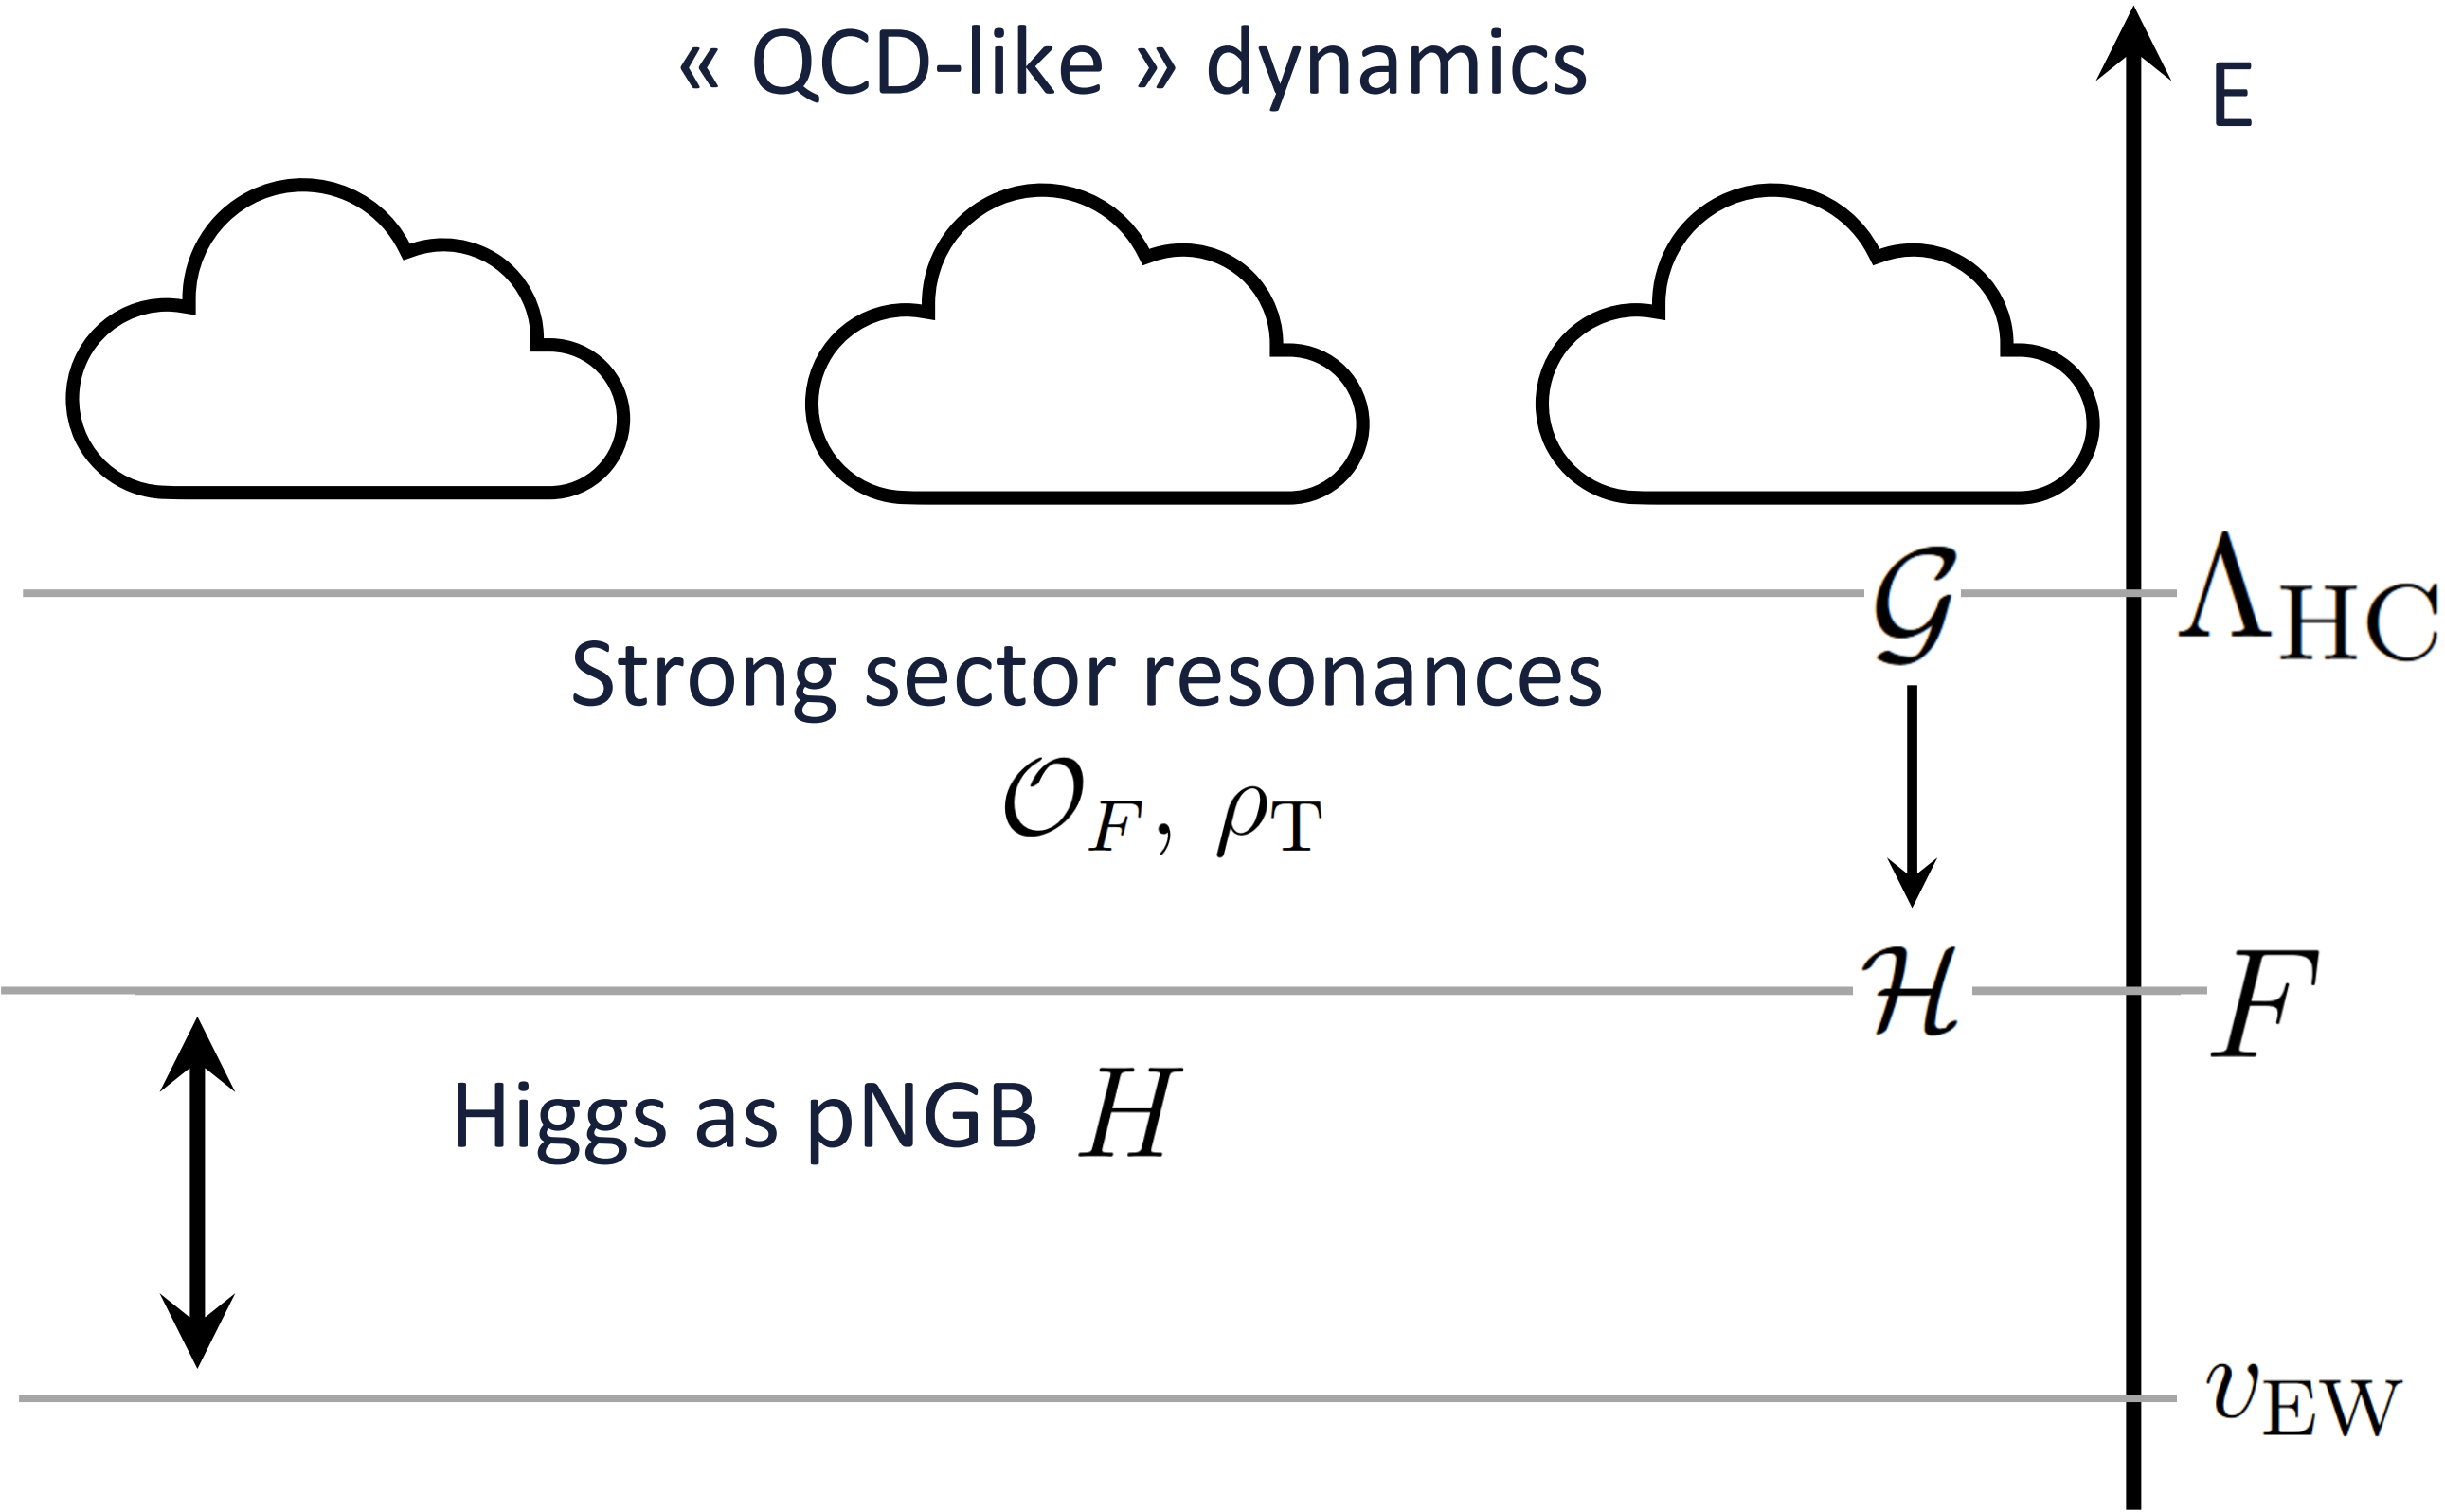 « QCD-like » dynamics
E
𝒢
Λ_HC
Strong sector resonances
𝒪_F, ρ_T
ℋ
F
Higgs as pNGB H
v_EW